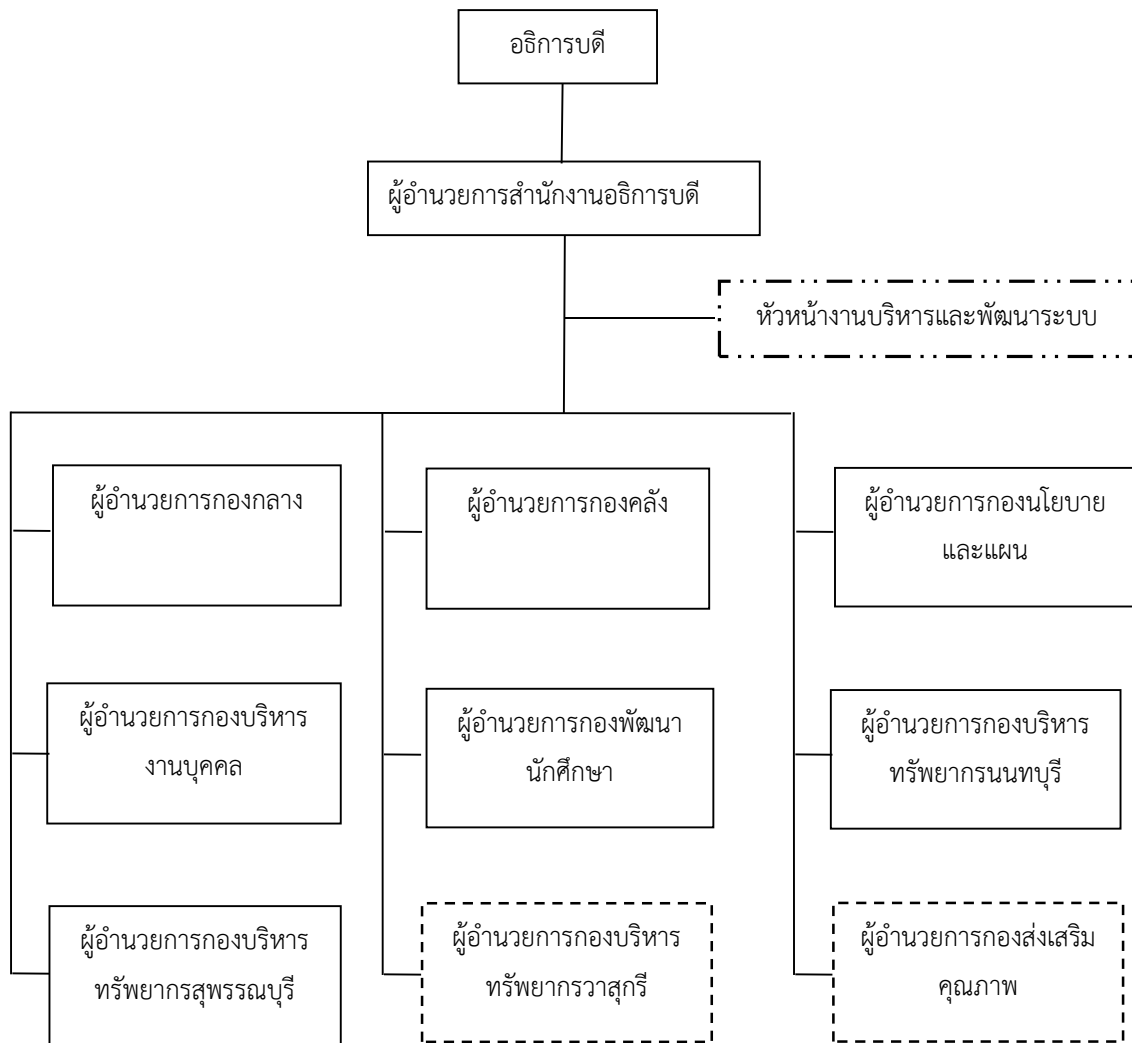 อธิการบดี
ผู้อำนวยการสำนักงานอธิการบดี
หัวหน้างานบริหารและพัฒนาระบบ
ผู้อำนวยการกองกลาง
ผู้อำนวยการกองคลัง
ผู้อำนวยการกองนโยบาย
และแผน
ผู้อำนวยการกองบริหาร
งานบุคคล
ผู้อำนวยการกองพัฒนา
นักศึกษา
ผู้อำนวยการกองบริหาร
ทรัพยากรนนทบุรี
ผู้อำนวยการกองบริหาร
ทรัพยากรสุพรรณบุรี
ผู้อำนวยการกองบริหาร
ทรัพยากรวาสุกรี
ผู้อำนวยการกองส่งเสริม
คุณภาพ